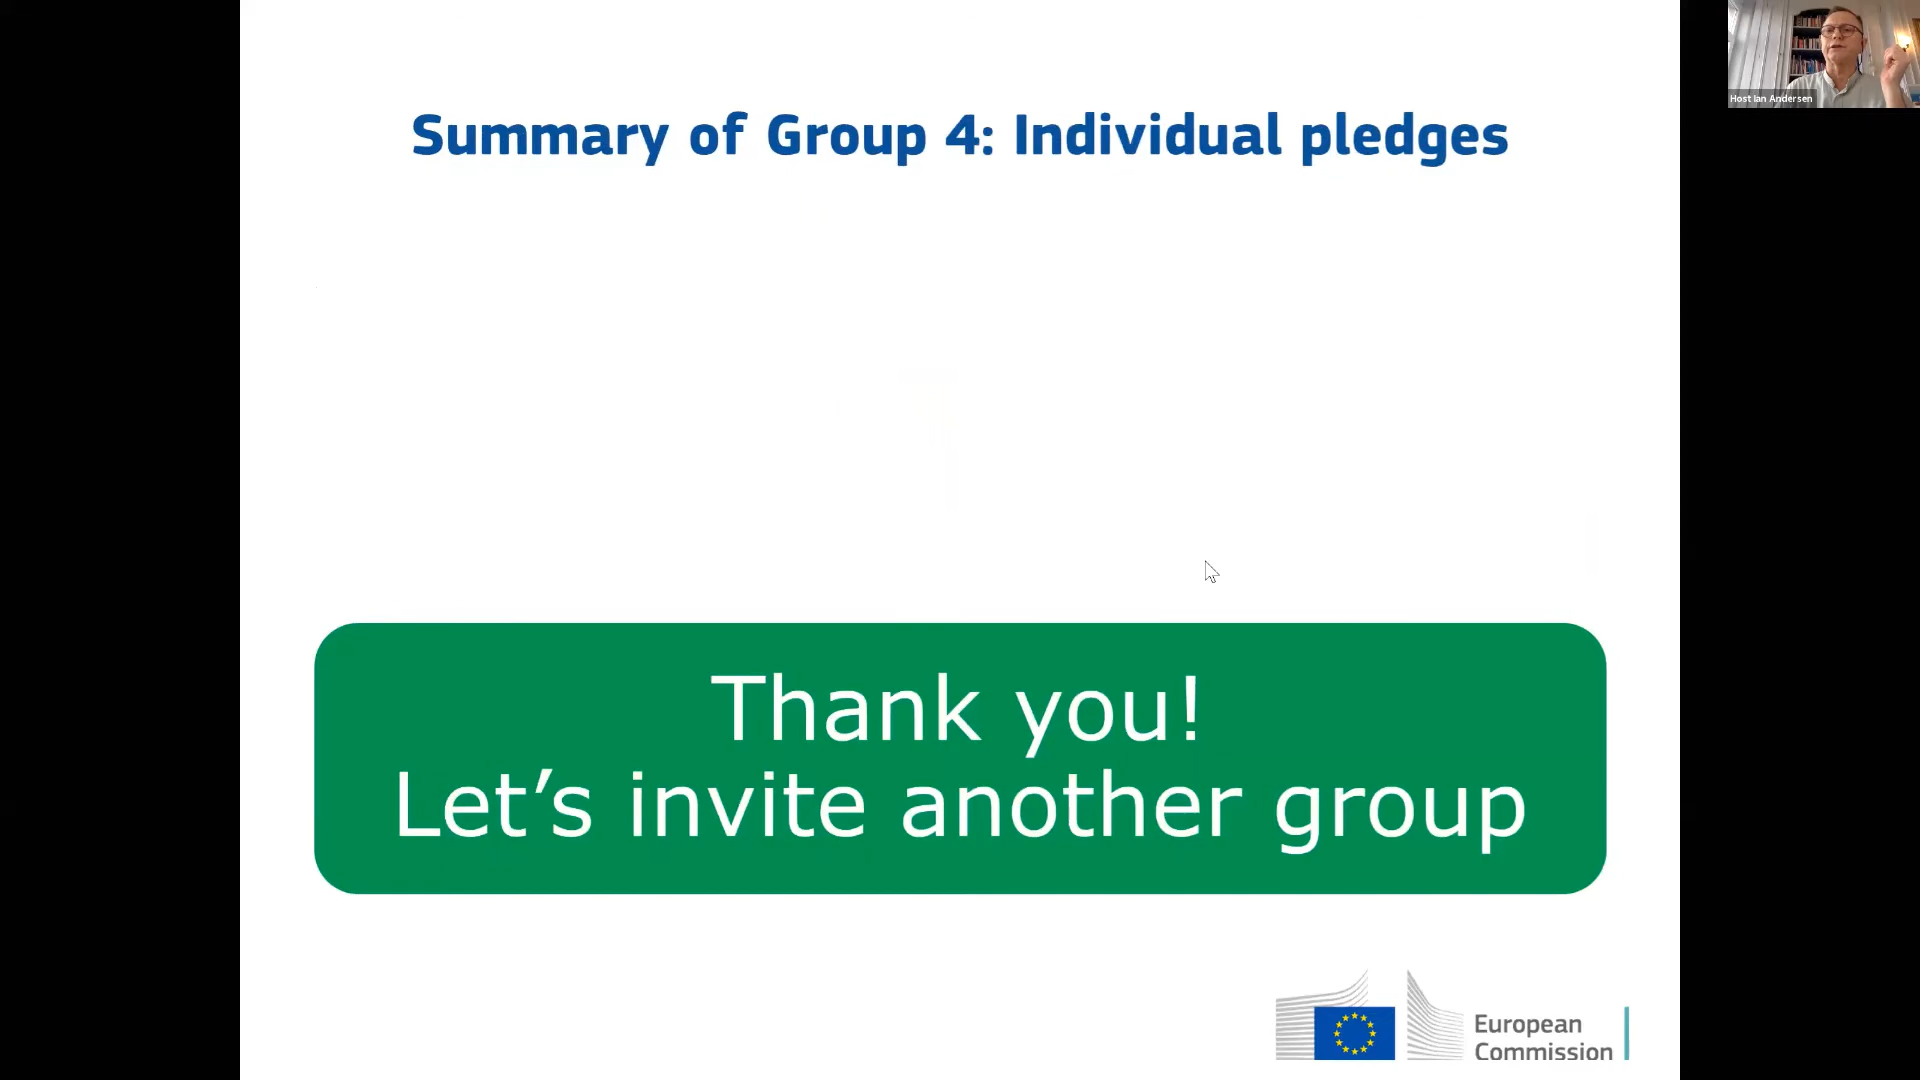 Host Ian Andersen
Summary of Group 4: Individual pledges
Thank you!
Let’s invite another group
European
Commission